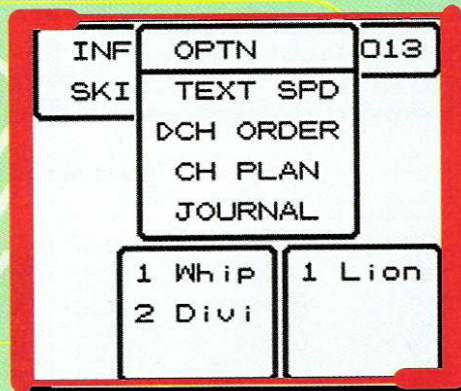 INF
SKI
OPTN
TEXT SPD
▷CH ORDER
CH PLAN
JOURNAL
013
1 Whip
2 Divi
1 Lion